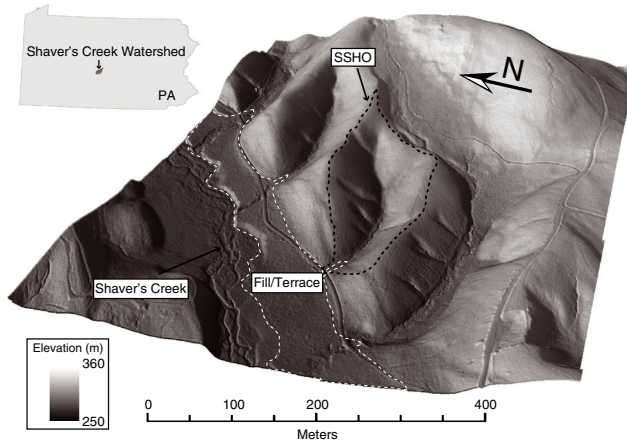 Shaver's Creek Watershed
PA
SSHO
N
Shaver's Creek
Fill/Terrace
Elevation (m)
360
250
0 100 200 400
Meters